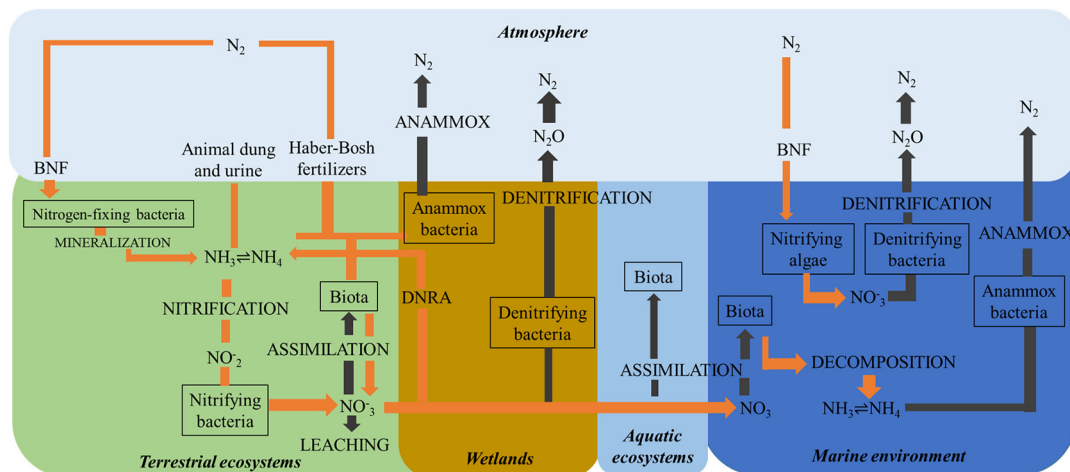 Atmosphere
N₂
BNF
Animal dung
and urine
Haber-Bosh
fertilizers
N₂
ANAMMOX
N₂
N₂O
DENITRIFICATION
N₂
BNF
N₂
N₂O
DENITRIFICATION
N₂
ANAMMOX
Nitrogen-fixing bacteria
MINERALIZATION
NH₃⇌NH₄
NITRIFICATION
NO⁻₂
Nitrifying
bacteria
Biota
ASSIMILATION
NO⁻₃
LEACHING
DNRA
Terrestrial ecosystems
Anammox
bacteria
Denitrifying
bacteria
Wetlands
Biota
ASSIMILATION
Aquatic
ecosystems
Nitrifying
algae
NO⁻₃
Denitrifying
bacteria
Anammox
bacteria
Biota
DECOMPOSITION
NO₃
NH₃⇌NH₄
Marine environment